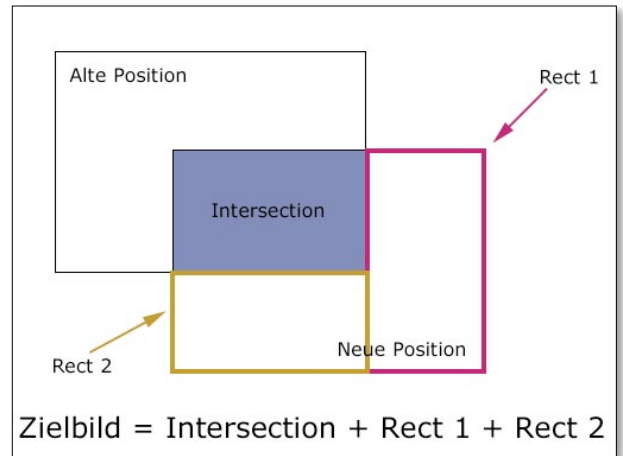 Alte Position
Rect 1
Intersection
Neue Position
Rect 2
Zielbild = Intersection + Rect 1 + Rect 2